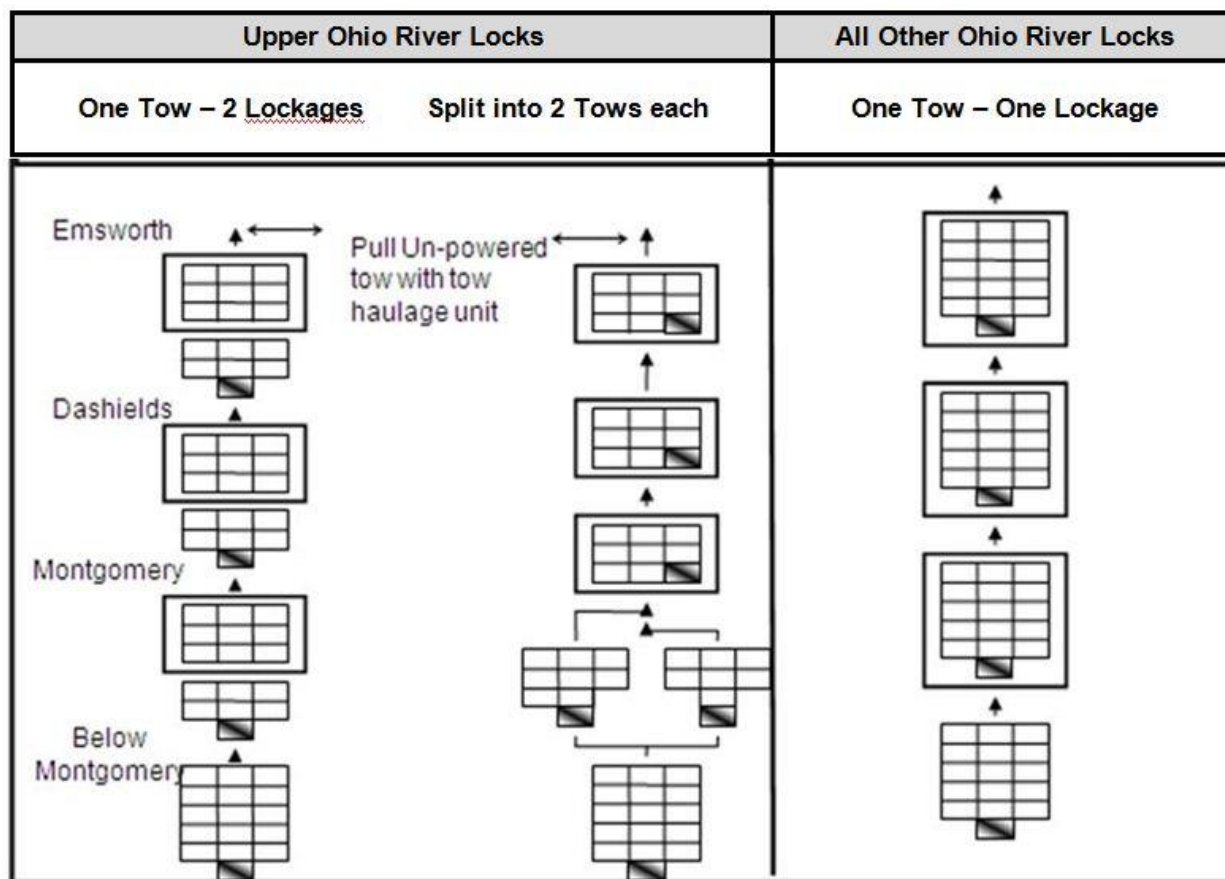 Upper Ohio River Locks
All Other Ohio River Locks
One Tow – 2 Lockages
Split into 2 Tows each
One Tow – One Lockage
Emsworth
Pull Un-powered
tow with tow
haulage unit
Dashields
Montgomery
Below
Montgomery